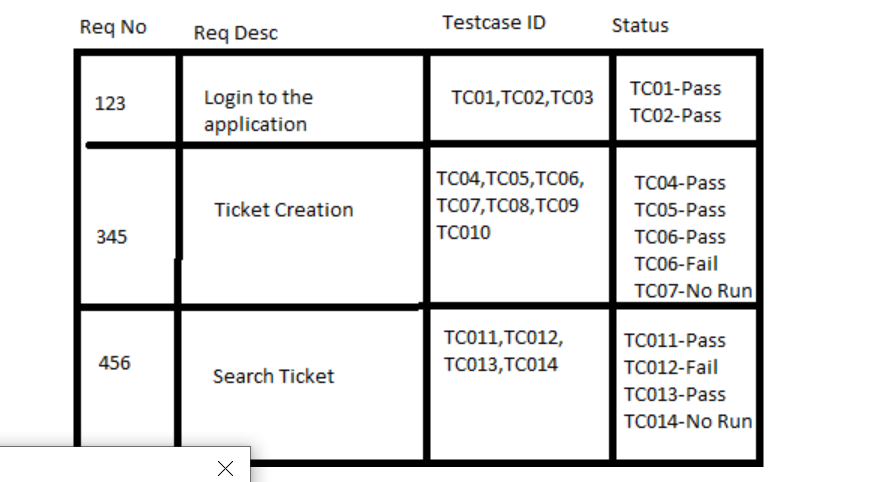 Req No Req Desc Testcase ID Status
123
Login to the
application
TC01,TC02,TC03
TC01-Pass
TC02-Pass
345
Ticket Creation
TC04,TC05,TC06,
TC07,TC08,TC09
TC010
TC04-Pass
TC05-Pass
TC06-Pass
TC06-Fail
TC07-No Run
456
Search Ticket
TC011,TC012,
TC013,TC014
TC011-Pass
TC012-Fail
TC013-Pass
TC014-No Run